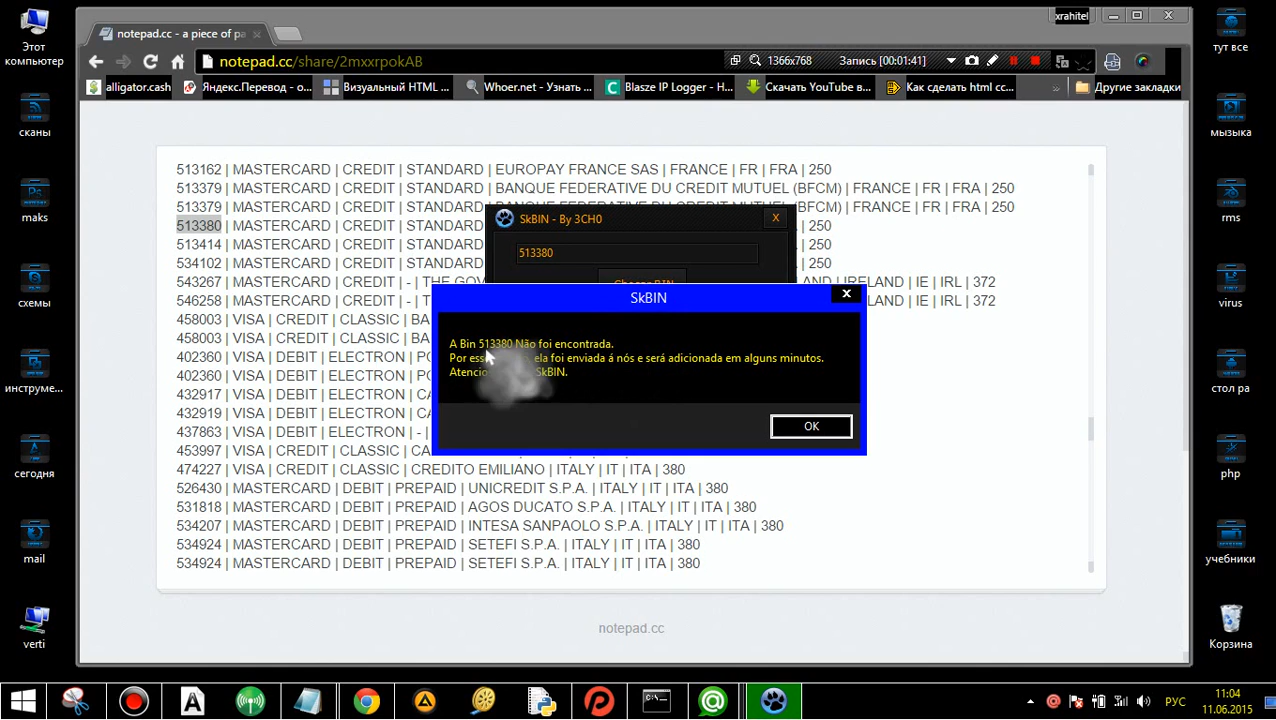 xrahitel
notepad.cc - a piece of pa
notepad.cc/share/2mxxrpokAB
1366x768
Запись [00:01:41]
alligator.cash
Яндекс.Перевод - о...
Визуальный HTML ...
Whoer.net - Узнать ...
Blasze IP Logger - H...
Скачать YouTube в...
Как сделать html сс...
»
Другие закладки
513162 | MASTERCARD | CREDIT | STANDARD | EUROPAY FRANCE SAS | FRANCE | FR | FRA | 250
513379 | MASTERCARD | CREDIT | STANDARD | BANQUE FEDERATIVE DU CREDIT MUTUEL (BFCM) | FRANCE | FR | FRA | 250
513379 | MASTERCARD | CREDIT | STANDARD | BANQUE FEDERATIVE DU CREDIT MUTUEL (BFCM) | FRANCE | FR | FRA | 250
513380 | MASTERCARD | CREDIT | STANDARD | 250
513414 | MASTERCARD | CREDIT | STANDARD | 250
534102 | MASTERCARD | CREDIT | STANDARD | 250
543267 | MASTERCARD | CREDIT | - | THE GOV AND | IRELAND | IE | IRL | 372
546258 | MASTERCARD | CREDIT | - | T AND | IRELAND | IE | IRL | 372
458003 | VISA | CREDIT | CLASSIC | BA
458003 | VISA | CREDIT | CLASSIC | BA
402360 | VISA | DEBIT | ELECTRON | PO
402360 | VISA | DEBIT | ELECTRON | PO
432917 | VISA | DEBIT | ELECTRON | CA
432919 | VISA | DEBIT | ELECTRON | CA
437863 | VISA | DEBIT | ELECTRON | - |
453997 | VISA | CREDIT | CLASSIC | CA
474227 | VISA | CREDIT | CLASSIC | CREDITO EMILIANO | ITALY | IT | ITA | 380
526430 | MASTERCARD | DEBIT | PREPAID | UNICREDIT S.P.A. | ITALY | IT | ITA | 380
531818 | MASTERCARD | DEBIT | PREPAID | AGOS DUCATO S.P.A. | ITALY | IT | ITA | 380
534207 | MASTERCARD | DEBIT | PREPAID | INTESA SANPAOLO S.P.A. | ITALY | IT | ITA | 380
534924 | MASTERCARD | DEBIT | PREPAID | SETEFI S.P.A. | ITALY | IT | ITA | 380
534924 | MASTERCARD | DEBIT | PREPAID | SETEFI S.P.A. | ITALY | IT | ITA | 380
notepad.cc
SkBIN - By 3CH0
X
513380
SkBIN
A Bin 513380 Não foi encontrada.
Por ela foi enviada á nós e será adicionada em alguns minutos.
SkBIN.
OK
Этот
компьютер
сканы
maks
схемы
инструме...
сегодня
mail
verti
тут все
мызыка
rms
virus
стол ра
php
учебники
Корзина
РУС
11:04
11.06.2015